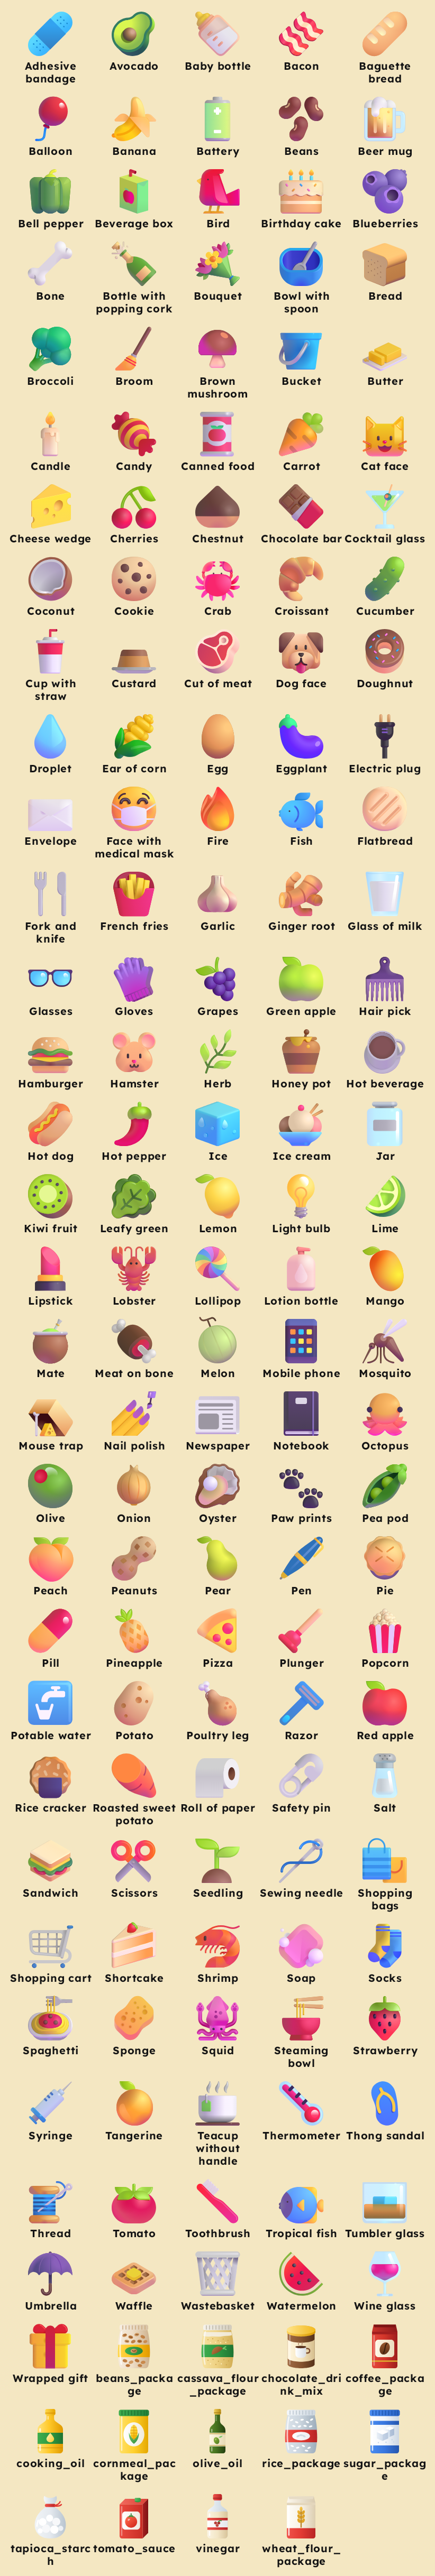 Adhesive
bandage
Avocado
Baby bottle
Bacon
Baguette
bread
Balloon
Banana
Battery
Beans
Beer mug
Bell pepper
Beverage box
Bird
Birthday cake
Blueberries
Bone
Bottle with
popping cork
Bouquet
Bowl with
spoon
Bread
Broccoli
Broom
Brown
mushroom
Bucket
Butter
Candle
Candy
Canned food
Carrot
Cat face
Cheese wedge
Cherries
Chestnut
Chocolate bar
Cocktail glass
Coconut
Cookie
Crab
Croissant
Cucumber
Cup with
straw
Custard
Cut of meat
Dog face
Doughnut
Droplet
Ear of corn
Egg
Eggplant
Electric plug
Envelope
Face with
medical mask
Fire
Fish
Flatbread
Fork and
knife
French fries
Garlic
Ginger root
Glass of milk
Glasses
Gloves
Grapes
Green apple
Hair pick
Hamburger
Hamster
Herb
Honey pot
Hot beverage
Hot dog
Hot pepper
Ice
Ice cream
Jar
Kiwi fruit
Leafy green
Lemon
Light bulb
Lime
Lipstick
Lobster
Lollipop
Lotion bottle
Mango
Mate
Meat on bone
Melon
Mobile phone
Mosquito
Mouse trap
Nail polish
Newspaper
Notebook
Octopus
Olive
Onion
Oyster
Paw prints
Pea pod
Peach
Peanuts
Pear
Pen
Pie
Pill
Pineapple
Pizza
Plunger
Popcorn
Potable water
Potato
Poultry leg
Razor
Red apple
Rice cracker
Roasted sweet
potato
Roll of paper
Safety pin
Salt
Sandwich
Scissors
Seedling
Sewing needle
Shopping
bags
Shopping cart
Shortcake
Shrimp
Soap
Socks
Spaghetti
Sponge
Squid
Steaming
bowl
Strawberry
Syringe
Tangerine
Teacup
without
handle
Thermometer
Thong sandal
Thread
Tomato
Toothbrush
Tropical fish
Tumbler glass
Umbrella
Waffle
Wastebasket
Watermelon
Wine glass
Wrapped gift
beans_packa
ge
cassava_flour
_package
chocolate_dri
nk_mix
coffee_packa
ge
cooking_oil
cornmeal_pac
kage
olive_oil
rice_package
sugar_packag
e
tapioca_starc
h
tomato_sauce
vinegar
wheat_flour_
package